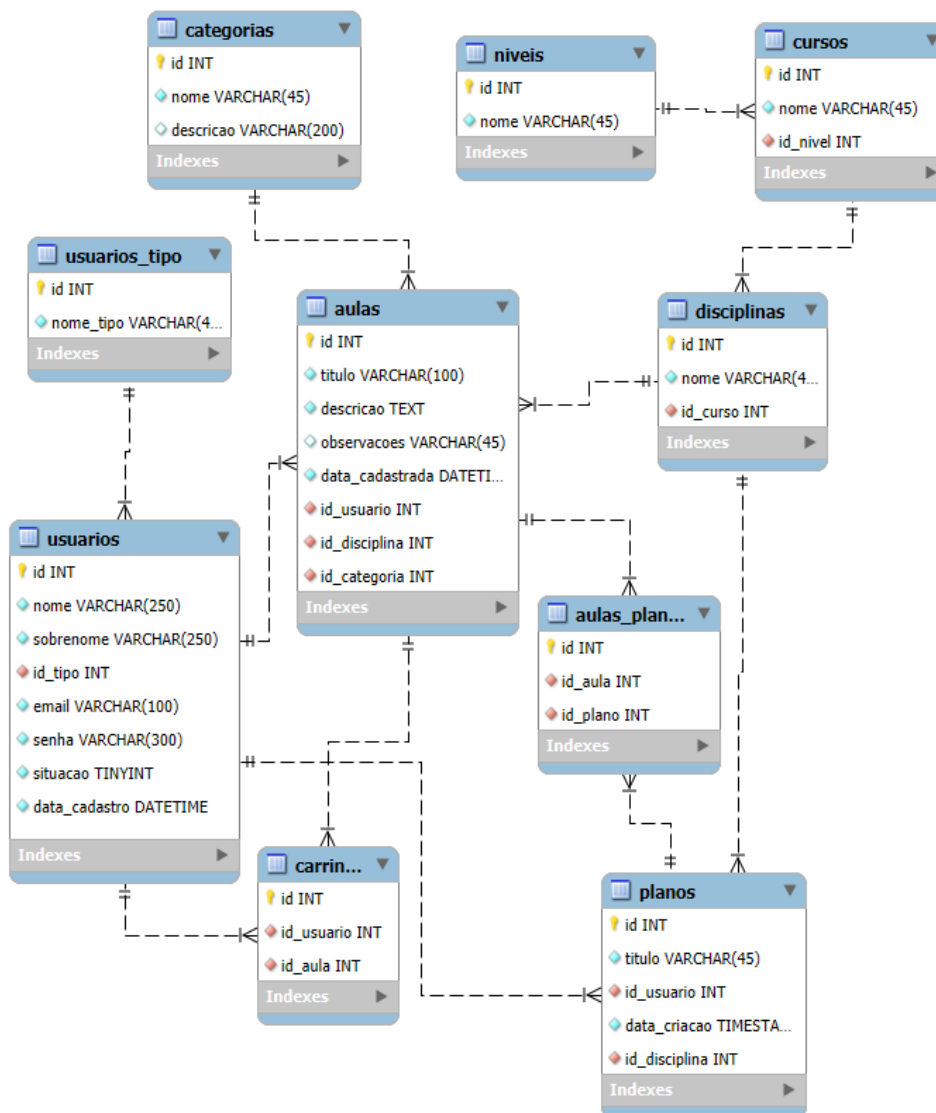 categorias
id INT
nome VARCHAR(45)
descricao VARCHAR(200)
Indexes
niveis
id INT
nome VARCHAR(45)
Indexes
cursos
id INT
nome VARCHAR(45)
id_nivel INT
Indexes
usuarios_tipo
id INT
nome_tipo VARCHAR(4...
Indexes
aulas
id INT
titulo VARCHAR(100)
descricao TEXT
observacoes VARCHAR(45)
data_cadastrada DATETI...
id_usuario INT
id_disciplina INT
id_categoria INT
Indexes
disciplinas
id INT
nome VARCHAR(4...
id_curso INT
Indexes
usuarios
id INT
nome VARCHAR(250)
sobrenome VARCHAR(250)
id_tipo INT
email VARCHAR(100)
senha VARCHAR(300)
situacao TINYINT
data_cadastro DATETIME
Indexes
aulas_plan...
id INT
id_aula INT
id_plano INT
Indexes
carrin...
id INT
id_usuario INT
id_aula INT
Indexes
planos
id INT
titulo VARCHAR(45)
id_usuario INT
data_criacao TIMESTA...
id_disciplina INT
Indexes